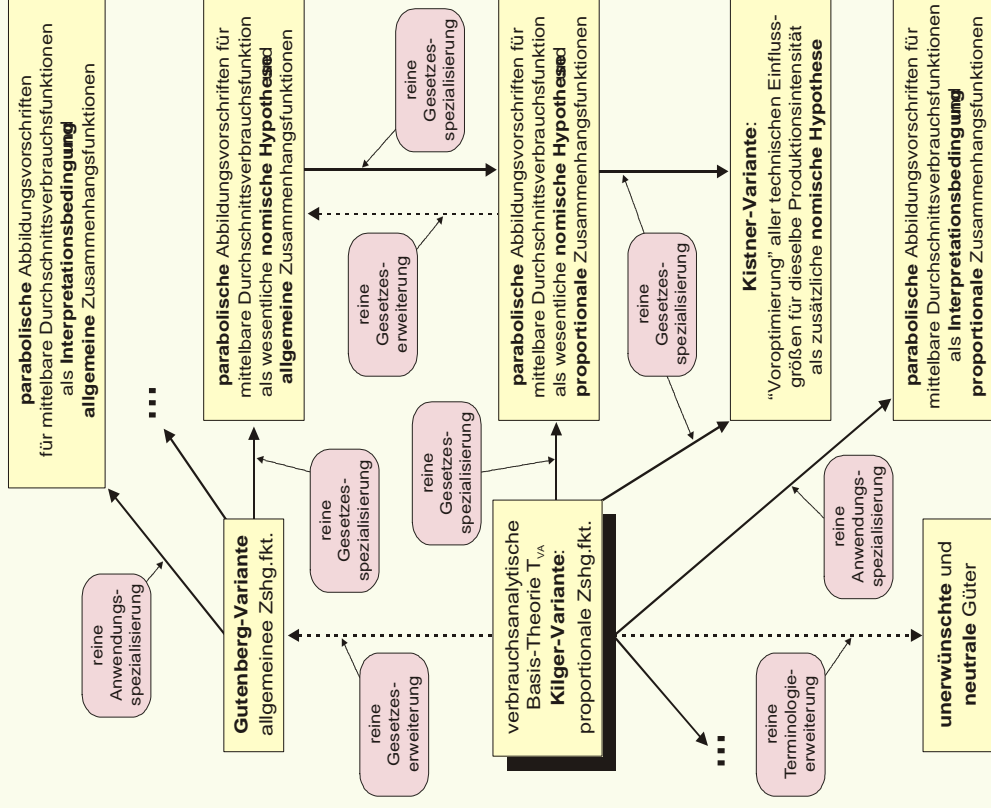 parabolische Abbildungsvorschriften
für mittelbare Durchschnittsverbrauchsfunktionen
als Interpretationsbedingung
allgemeine Zusammenhangsfunktionen
reine
Anwendungs-
spezialisierung
...
Gutenberg-Variante
allgemeinee Zshg.fkt.
parabolische Abbildungsvorschriften für
mittelbare Durchschnittsverbrauchsfunktion
als wesentliche nomische Hypothese
allgemeine Zusammenhangsfunktionen
reine
Gesetzes-
spezialisierung
reine
Gesetzes-
erweiterung
reine
Gesetzes-
erweiterung
reine
Gesetzes-
spezialisierung
reine
Gesetzes-
spezialisierung
verbrauchsanalytische
Basis-Theorie TVA
Kilger-Variante:
proportionale Zshg.fkt.
parabolische Abbildungsvorschriften für
mittelbare Durchschnittsverbrauchsfunktion
als wesentliche nomische Hypothese
proportionale Zusammenhangsfunktionen
reine
Gesetzes-
spezialisierung
...
Kistner-Variante:
“Voroptimierung” aller technischen Einfluss-
größen für dieselbe Produktionsintensität
als zusätzliche nomische Hypothese
reine
Terminologie-
erweiterung
reine
Anwendungs-
spezialisierung
unerwünschte und
neutrale Güter
parabolische Abbildungsvorschriften für
mittelbare Durchschnittsverbrauchsfunktionen
als Interpretationsbedingung
proportionale Zusammenhangsfunktionen